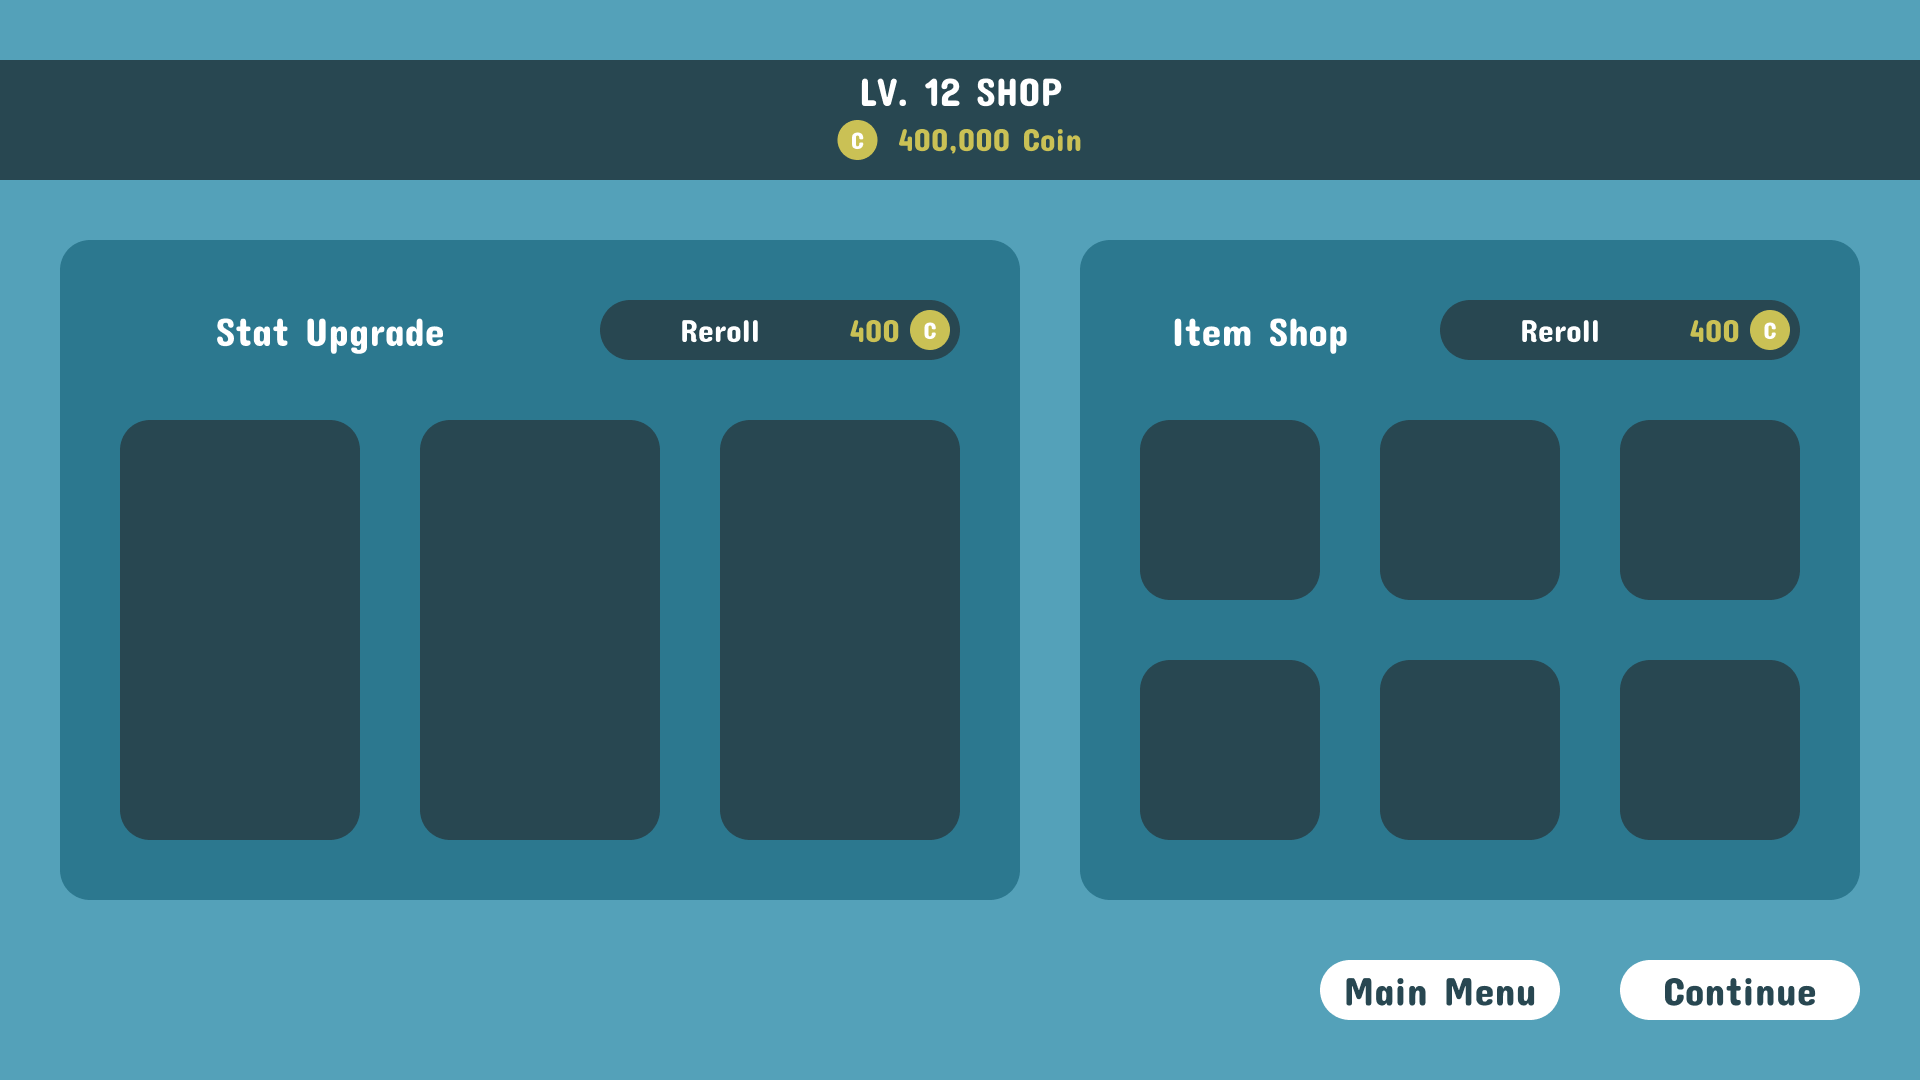 LV. 12 SHOP
C 400,000 Coin
Stat Upgrade
Reroll 400 C
Item Shop
Reroll 400 C
Main Menu
Continue